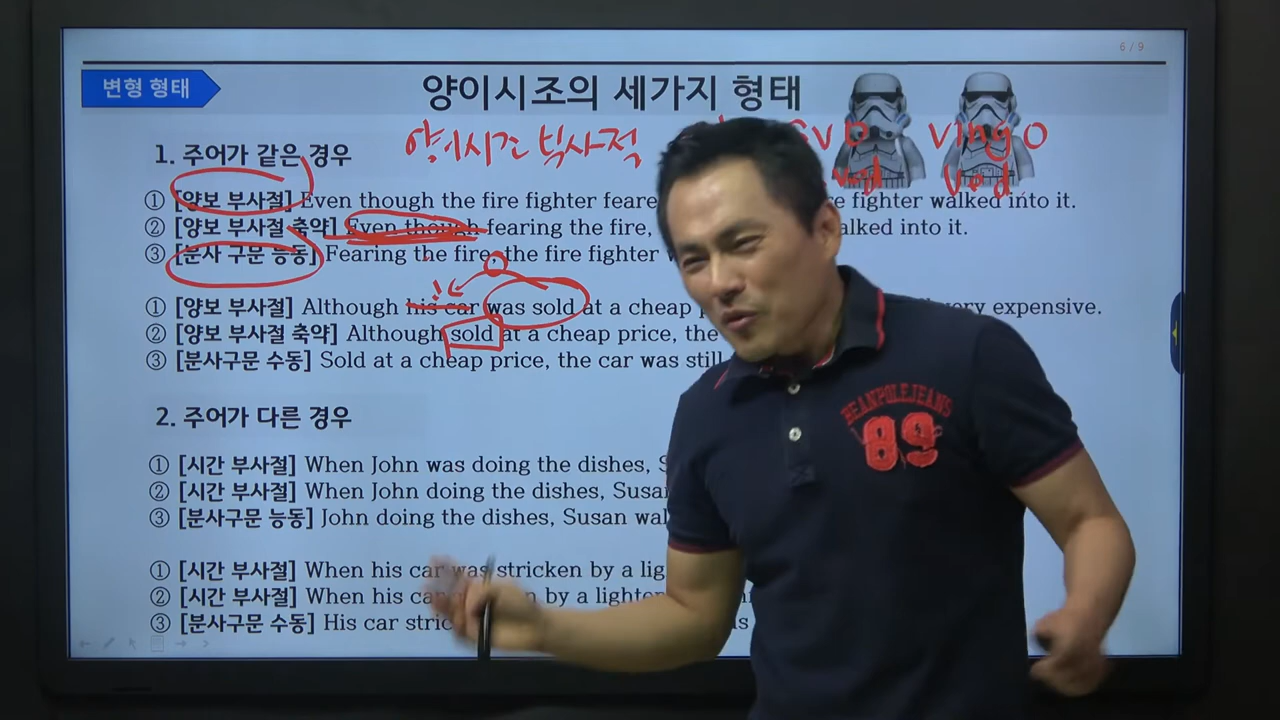 6 / 9
변형 형태
양이시조의 세가지 형태
양이시조 부사절 SVO Ving O
Ved
1. 주어가 같은 경우
① [양보 부사절] Even though the fire fighter feare re fighter walked into it.
② [양보 부사절 축약] Even though fearing the fire, alked into it.
③ [분사 구문 능동] Fearing the fire, the fire fighter
① [양보 부사절] Although his car was sold at a cheap very expensive.
② [양보 부사절 축약] Although sold at a cheap price, the
③ [분사구문 수동] Sold at a cheap price, the car was still
2. 주어가 다른 경우
① [시간 부사절] When John was doing the dishes, S
② [시간 부사절] When John doing the dishes, Susan
③ [분사구문 능동] John doing the dishes, Susan wal
① [시간 부사절] When his car was stricken by a lig
② [시간 부사절] When his car by a lighten
③ [분사구문 수동] His car stric
BEANPOLE JEANS
89